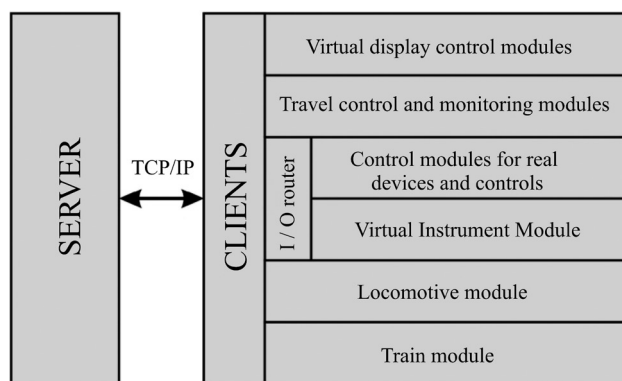 SERVER
TCP/IP
CLIENTS
Virtual display control modules
Travel control and monitoring modules
I / O router
Control modules for real
devices and controls
Virtual Instrument Module
Locomotive module
Train module